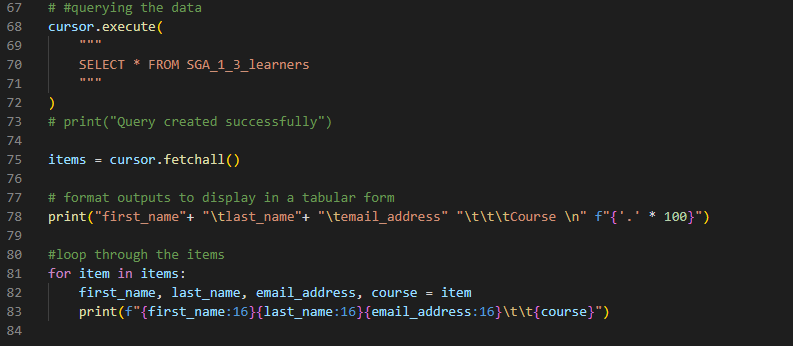 67 # #querying the data
68 cursor.execute(
69     """
70     SELECT * FROM SGA_1_3_learners
71     """
72 )
73 # print("Query created successfully")
74
75 items = cursor.fetchall()
76
77 # format outputs to display in a tabular form
78 print("first_name"+ "\tlast_name"+ "\temail_address" "\t\t\tCourse \n" f"{'.' * 100}")
79
80 #loop through the items
81 for item in items:
82     first_name, last_name, email_address, course = item
83     print(f"{first_name:16}{last_name:16}{email_address:16}\t\t{course}")
84